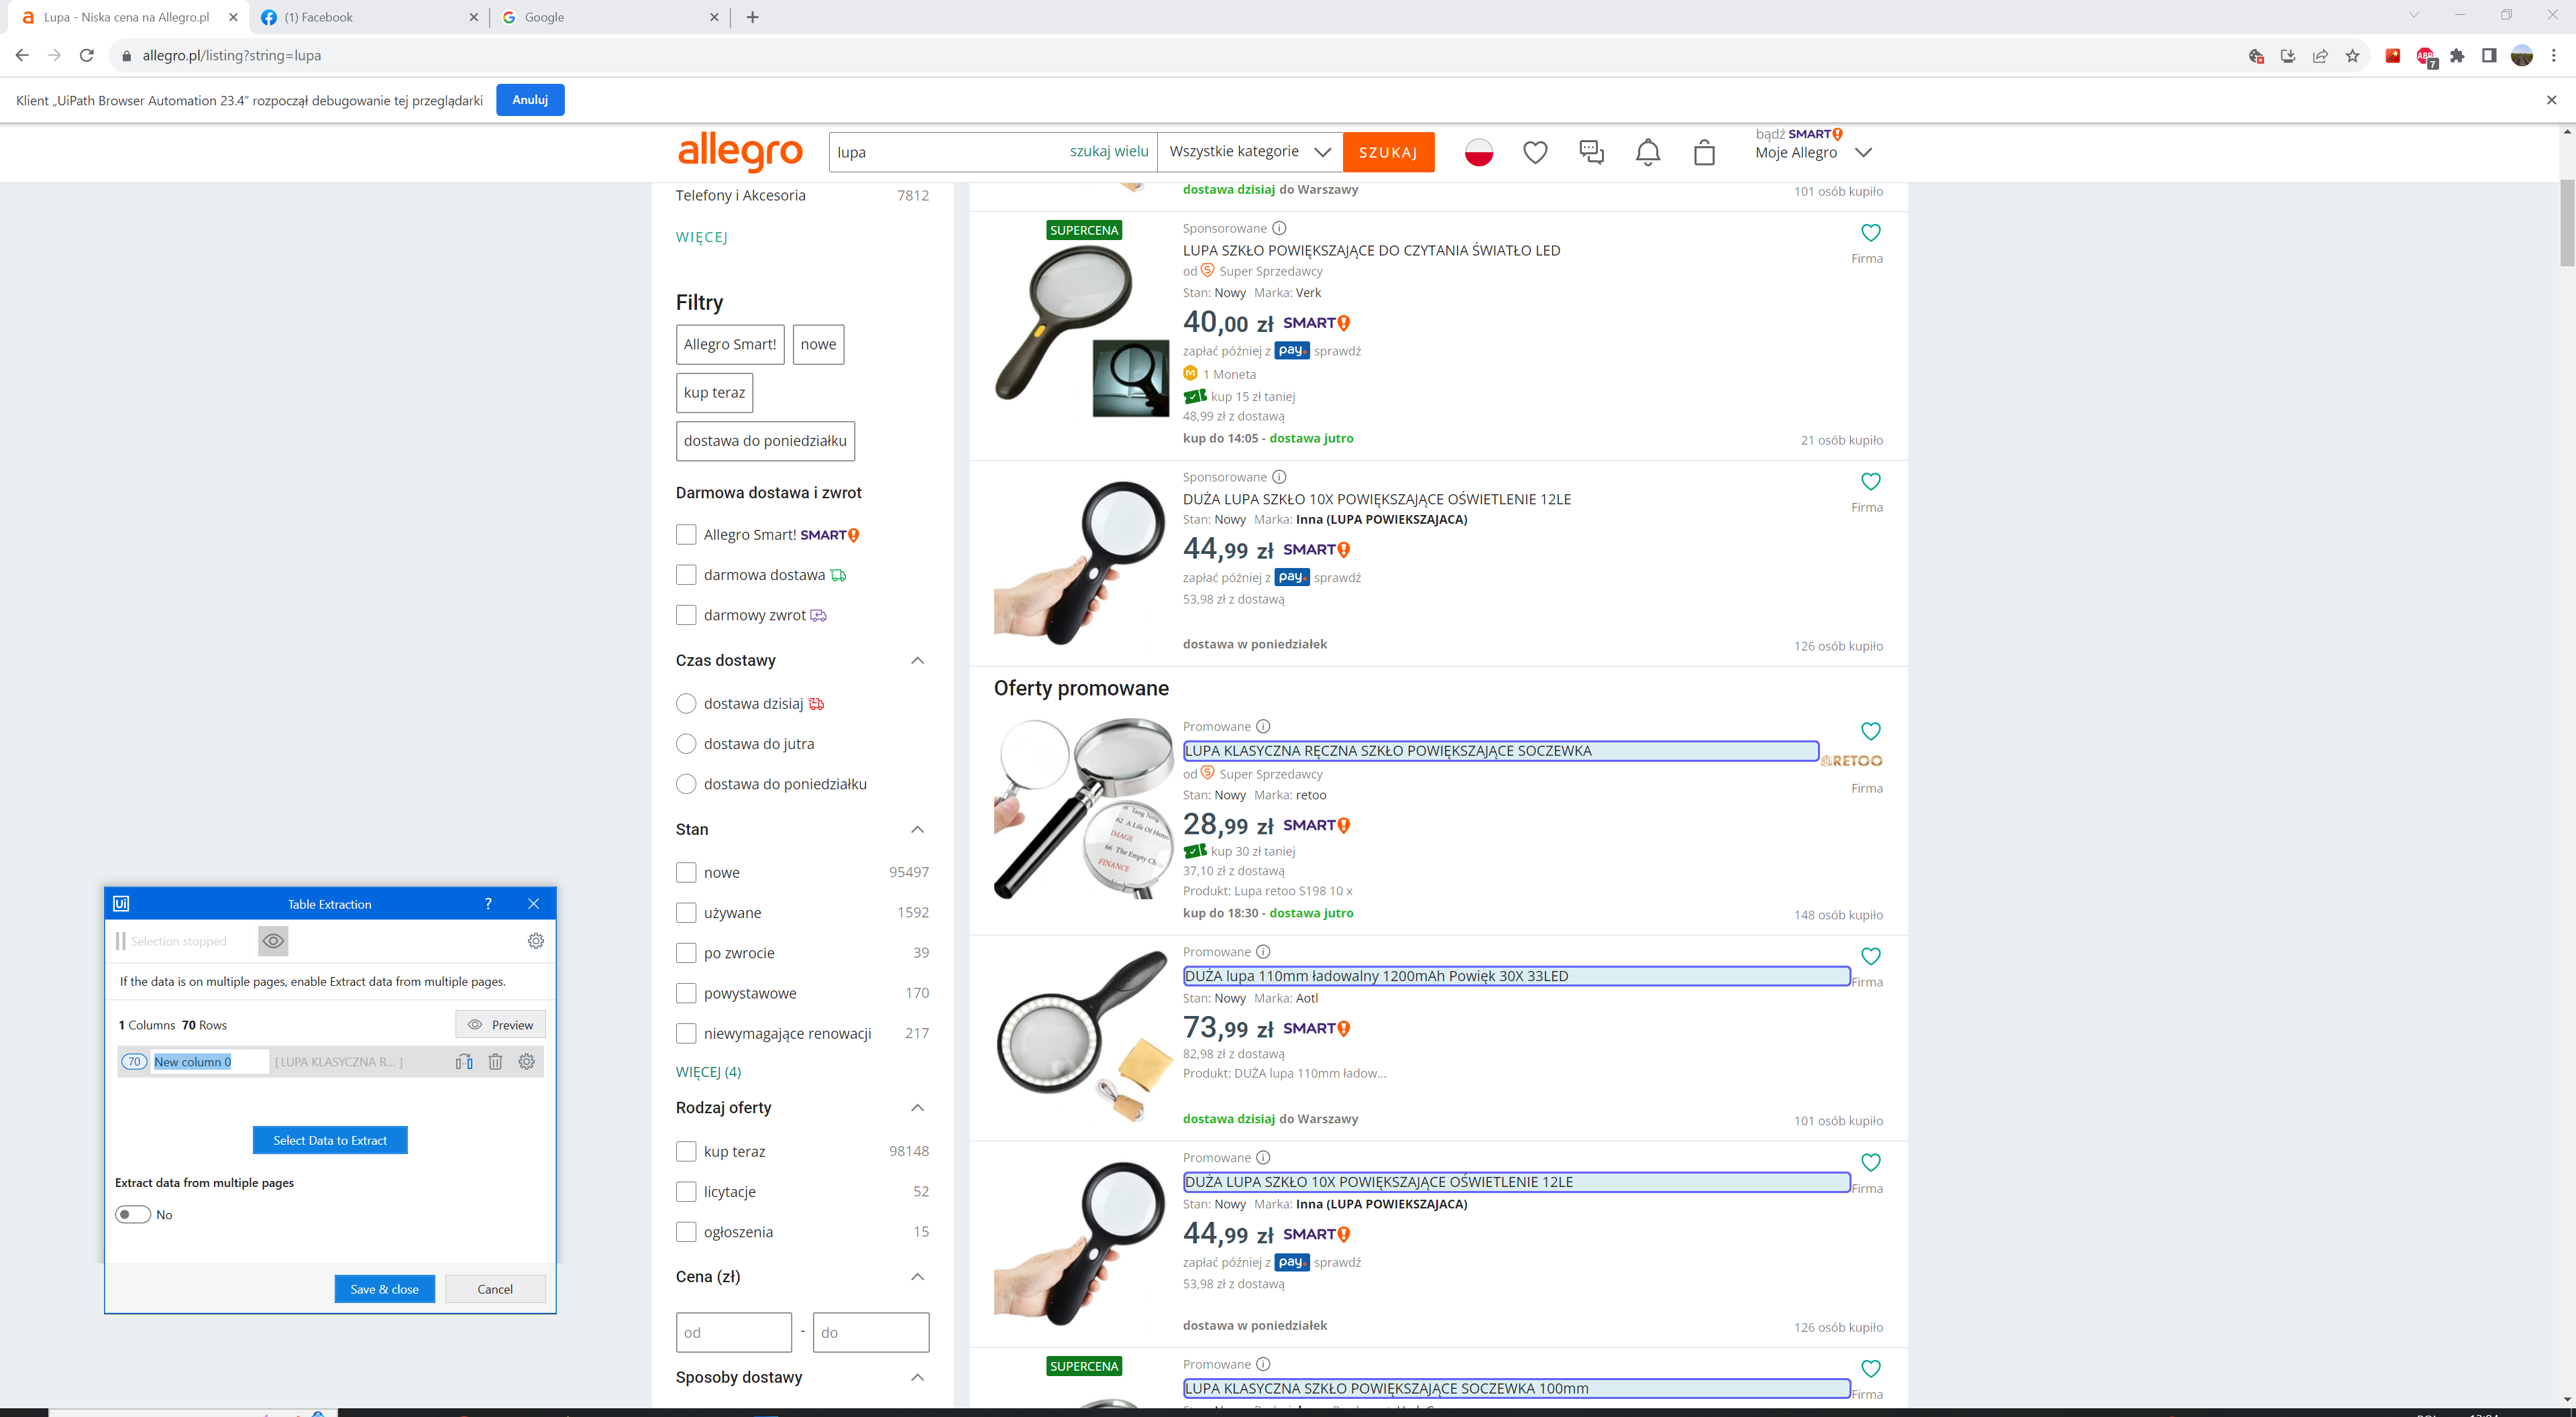 Lupa - Niska cena na Allegro.pl
(1) Facebook
Google
allegro.pl/listing?string=lupa
ABP
7
Klient „UiPath Browser Automation 23.4” rozpoczął debugowanie tej przeglądarki
Anuluj
allegro
lupa
szukaj wielu
Wszystkie kategorie
SZUKAJ
bądź SMART!
Moje Allegro
Telefony i Akcesoria 7812
WIĘCEJ
Filtry
Allegro Smart!
nowe
kup teraz
dostawa do poniedziałku
Darmowa dostawa i zwrot
Allegro Smart! SMART!
darmowa dostawa
darmowy zwrot
Czas dostawy
dostawa dzisiaj
dostawa do jutra
dostawa do poniedziałku
Stan
nowe 95497
używane 1592
po zwrocie 39
powystawowe 170
niewymagające renowacji 217
WIĘCEJ (4)
Rodzaj oferty
kup teraz 98148
licytacje 52
ogłoszenia 15
Cena (zł)
od - do
Sposoby dostawy
dostawa dzisiaj do Warszawy
101 osób kupiło
SUPERCENA
Sponsorowane
LUPA SZKŁO POWIĘKSZAJĄCE DO CZYTANIA ŚWIATŁO LED
Firma
od Super Sprzedawcy
Stan: Nowy Marka: Verk
40,00 zł SMART!
zapłać później z pay. sprawdź
1 Moneta
kup 15 zł taniej
48,99 zł z dostawą
kup do 14:05 - dostawa jutro
21 osób kupiło
Sponsorowane
DUŻA LUPA SZKŁO 10X POWIĘKSZAJĄCE OŚWIETLENIE 12LE
Firma
Stan: Nowy Marka: Inna (LUPA POWIEKSZAJACA)
44,99 zł SMART!
zapłać później z pay. sprawdź
53,98 zł z dostawą
dostawa w poniedziałek
126 osób kupiło
Oferty promowane
Promowane
LUPA KLASYCZNA RĘCZNA SZKŁO POWIĘKSZAJĄCE SOCZEWKA
RETOO
od Super Sprzedawcy
Firma
Stan: Nowy Marka: retoo
28,99 zł SMART!
kup 30 zł taniej
37,10 zł z dostawą
Produkt: Lupa retoo S198 10 x
kup do 18:30 - dostawa jutro
148 osób kupiło
62 A Life Of Hem
IMAGE
66 The Empty Ch
FINANCE
Promowane
DUŻA lupa 110mm ładowalny 1200mAh Powięk 30X 33LED
Firma
Stan: Nowy Marka: Aotl
73,99 zł SMART!
82,98 zł z dostawą
Produkt: DUŻA lupa 110mm ładow...
dostawa dzisiaj do Warszawy
101 osób kupiło
Promowane
DUŻA LUPA SZKŁO 10X POWIĘKSZAJĄCE OŚWIETLENIE 12LE
Firma
Stan: Nowy Marka: Inna (LUPA POWIEKSZAJACA)
44,99 zł SMART!
zapłać później z pay. sprawdź
53,98 zł z dostawą
dostawa w poniedziałek
126 osób kupiło
SUPERCENA
Promowane
LUPA KLASYCZNA SZKŁO POWIĘKSZAJĄCE SOCZEWKA 100mm
Firma
Ui
Table Extraction
?
Selection stopped
If the data is on multiple pages, enable Extract data from multiple pages.
1 Columns 70 Rows
Preview
70
New column 0
[ LUPA KLASYCZNA R... ]
Select Data to Extract
Extract data from multiple pages
No
Save & close
Cancel